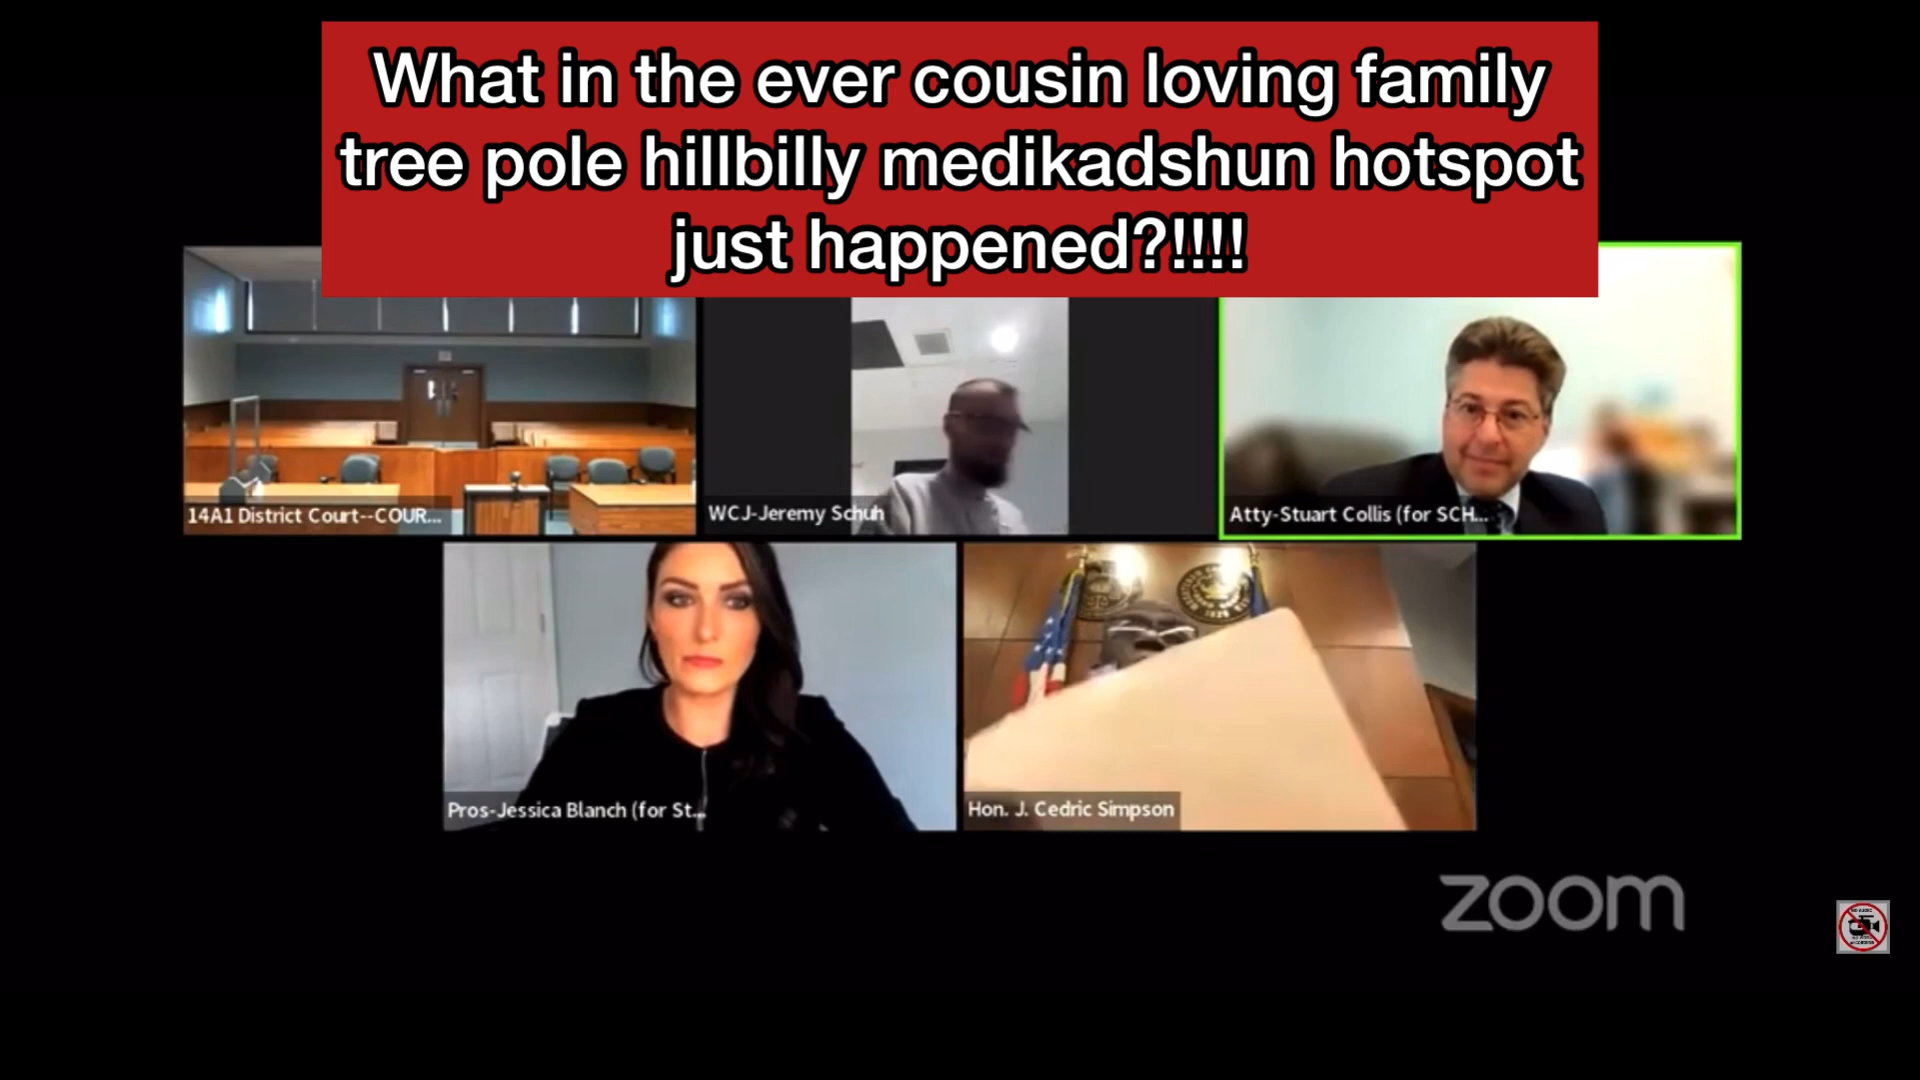 What in the ever cousin loving family
tree pole hillbilly medikadshun hotspot
just happened?!!!!
14A1 District Court--COUR...
WCJ-Jeremy Schuh
Atty-Stuart Collis (for SCH...
Pros-Jessica Blanch (for St...
Hon. J. Cedric Simpson
zoom